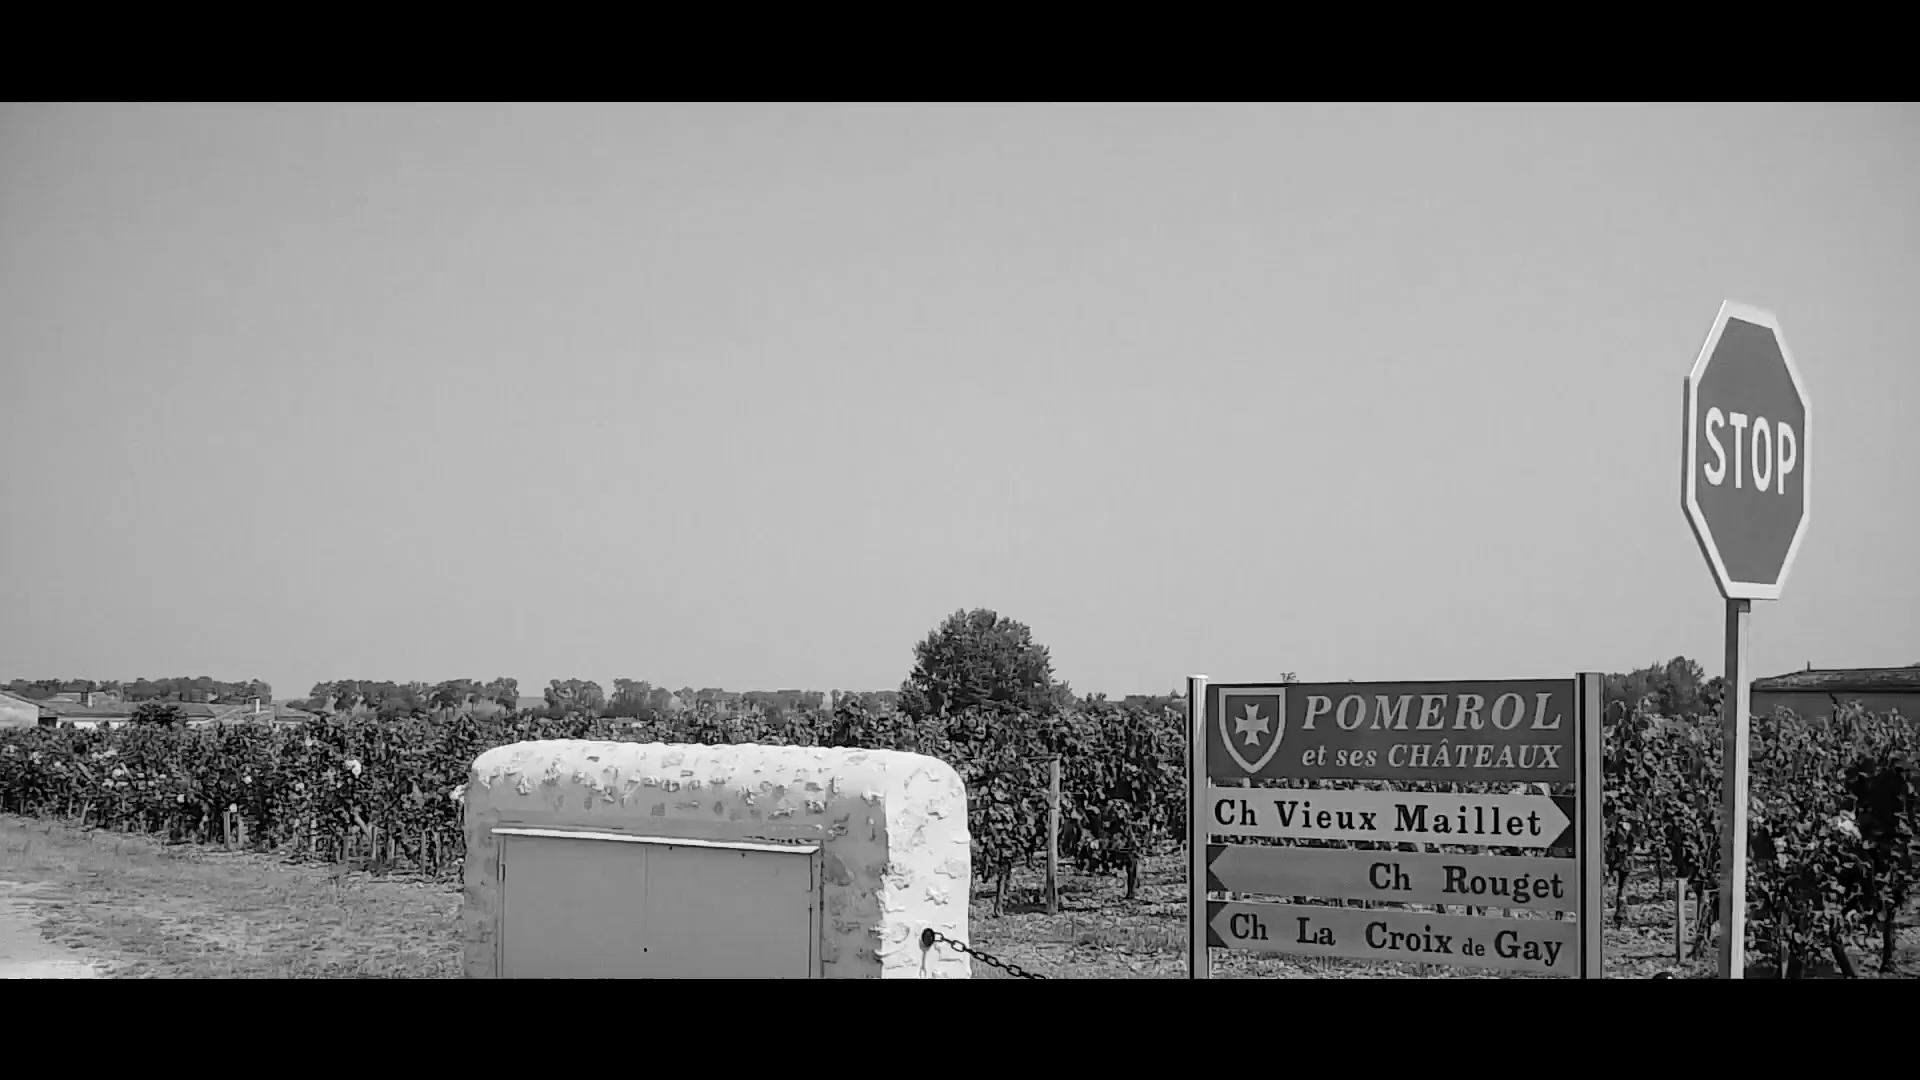 STOP
POMEROL
et ses CHÂTEAUX
Ch Vieux Maillet
Ch Rouget
Ch La Croix de Gay